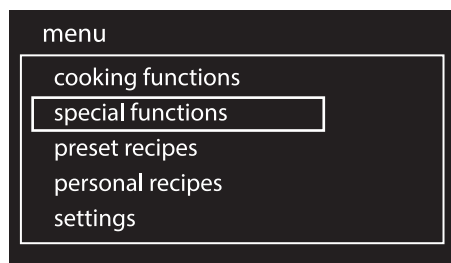 menu
cooking functions
special functions
preset recipes
personal recipes
settings